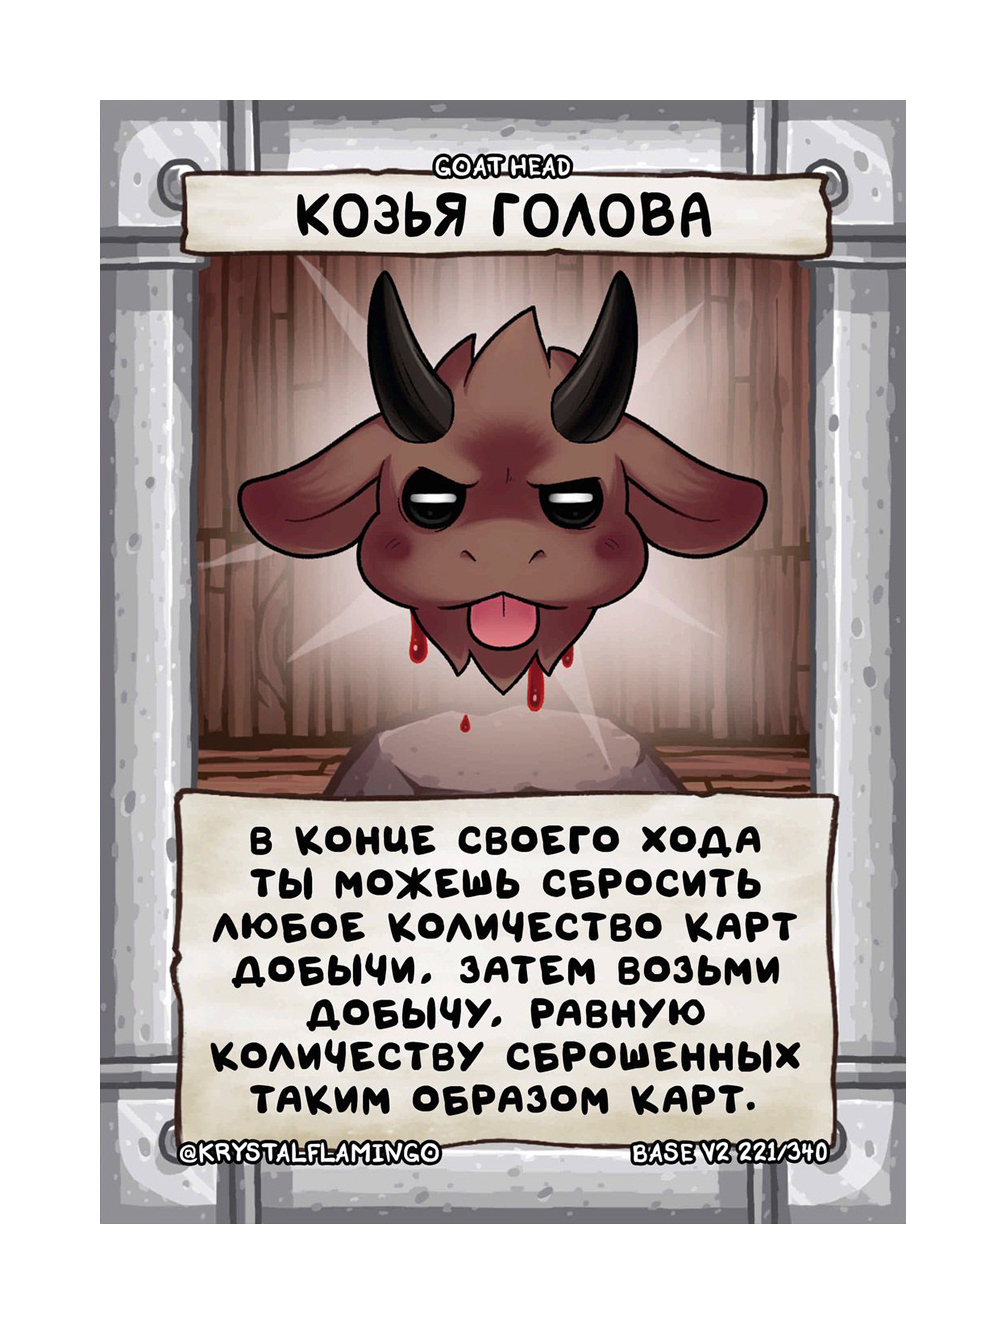 GOAT HEAD
КОЗЬЯ ГОЛОВА
В КОНЦЕ СВОЕГО ХОДА
ТЫ МОЖЕШЬ СБРОСИТЬ
ЛЮБОЕ КОЛИЧЕСТВО КАРТ
ДОБЫЧИ, ЗАТЕМ ВОЗЬМИ
ДОБЫЧУ, РАВНУЮ
КОЛИЧЕСТВУ СБРОШЕННЫХ
ТАКИМ ОБРАЗОМ КАРТ.
@KRYSTALFLAMINGO
BASE V2 221/340